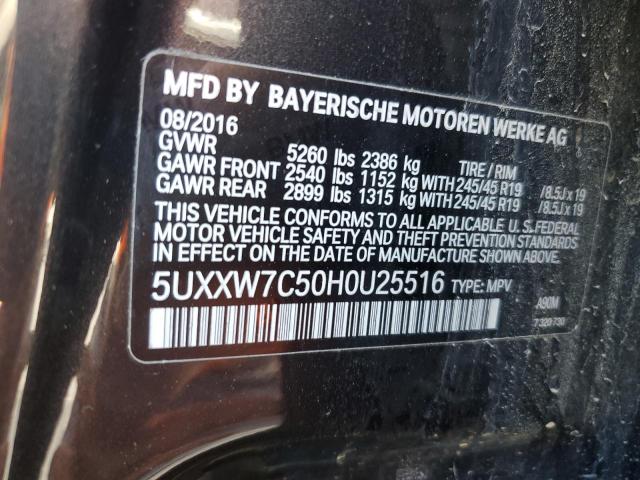 MFD BY BAYERISCHE MOTOREN WERKE AG
08/2016
GVWR 5260 lbs 2386 kg TIRE / RIM
GAWR FRONT 2540 lbs 1152 kg WITH 245/45 R19 /8.5J x 19
GAWR REAR 2899 lbs 1315 kg WITH 245/45 R19 /8.5J x 19
THIS VEHICLE CONFORMS TO ALL APPLICABLE U.S. FEDERAL
MOTOR VEHICLE SAFETY AND THEFT PREVENTION STANDARDS
IN EFFECT ON THE DATE OF MANUFACTURE SHOWN ABOVE.
5UXXW7C50H0U25516 TYPE: MPV
A90M
7320730